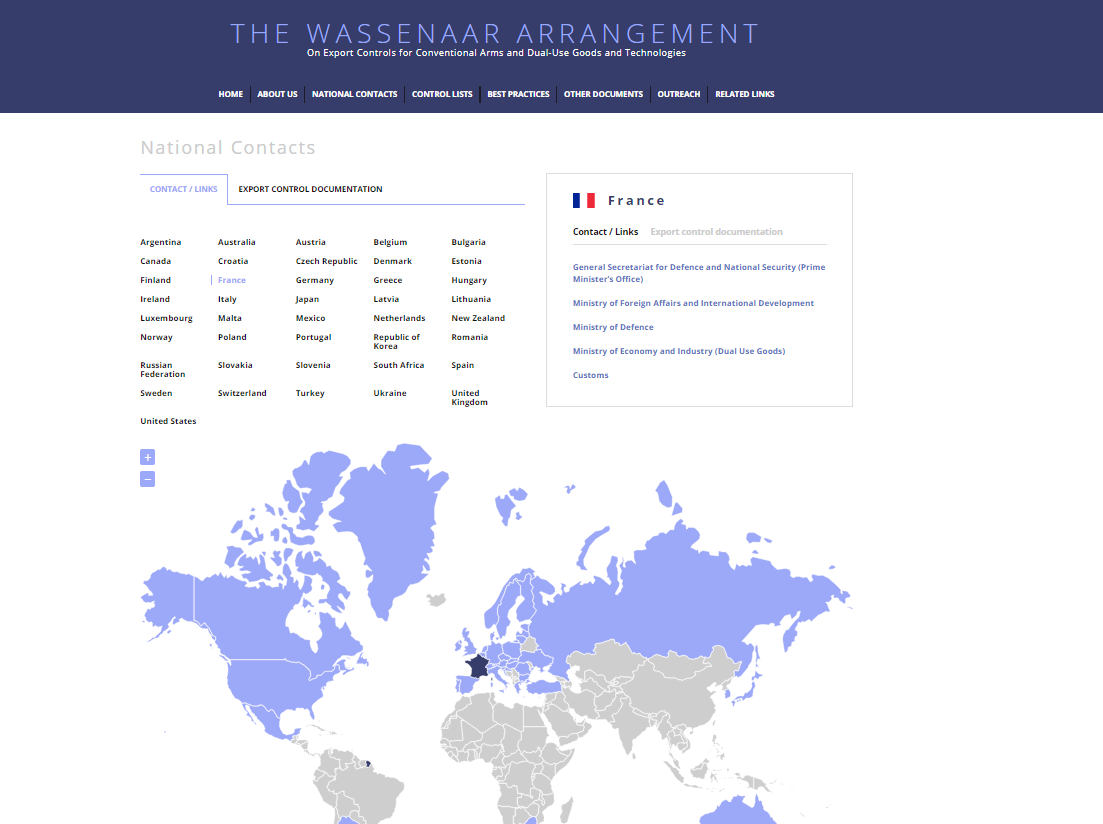 THE WASSENAAR ARRANGEMENT
On Export Controls for Conventional Arms and Dual-Use Goods and Technologies
HOME ABOUT US NATIONAL CONTACTS CONTROL LISTS BEST PRACTICES OTHER DOCUMENTS OUTREACH RELATED LINKS
National Contacts
CONTACT / LINKS EXPORT CONTROL DOCUMENTATION
Argentina Australia Austria Belgium Bulgaria
Canada Croatia Czech Republic Denmark Estonia
Finland France Germany Greece Hungary
Ireland Italy Japan Latvia Lithuania
Luxembourg Malta Mexico Netherlands New Zealand
Norway Poland Portugal Republic of Romania
Korea
Russian Slovakia Slovenia South Africa Spain
Federation
Sweden Switzerland Turkey Ukraine United
Kingdom
United States
France
Contact / Links Export control documentation
General Secretariat for Defence and National Security (Prime
Minister's Office)
Ministry of Foreign Affairs and International Development
Ministry of Defence
Ministry of Economy and Industry (Dual Use Goods)
Customs
+
−